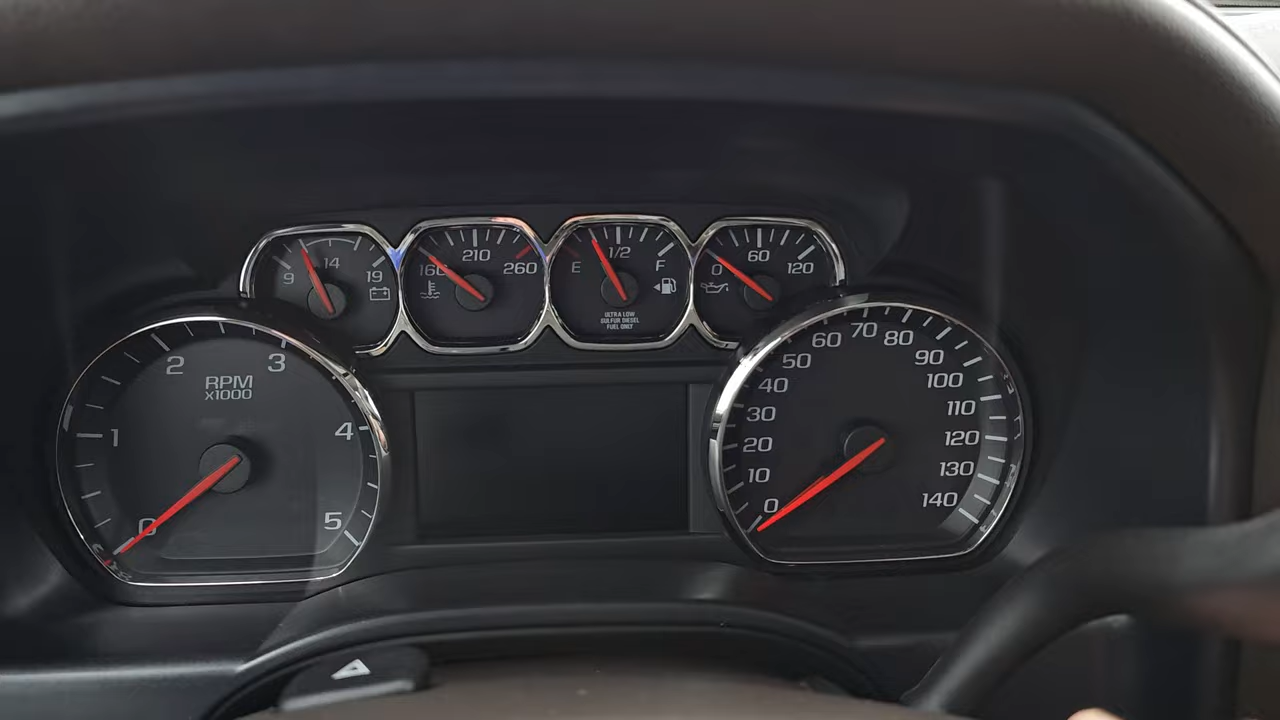 9 14 19
160 210 260
E 1/2 F
ULTRA LOW
SULFUR DIESEL
FUEL ONLY
0 60 120
0 1 2 3 4 5
RPM
x1000
0 10 20 30 40 50 60 70 80 90 100 110 120 130 140